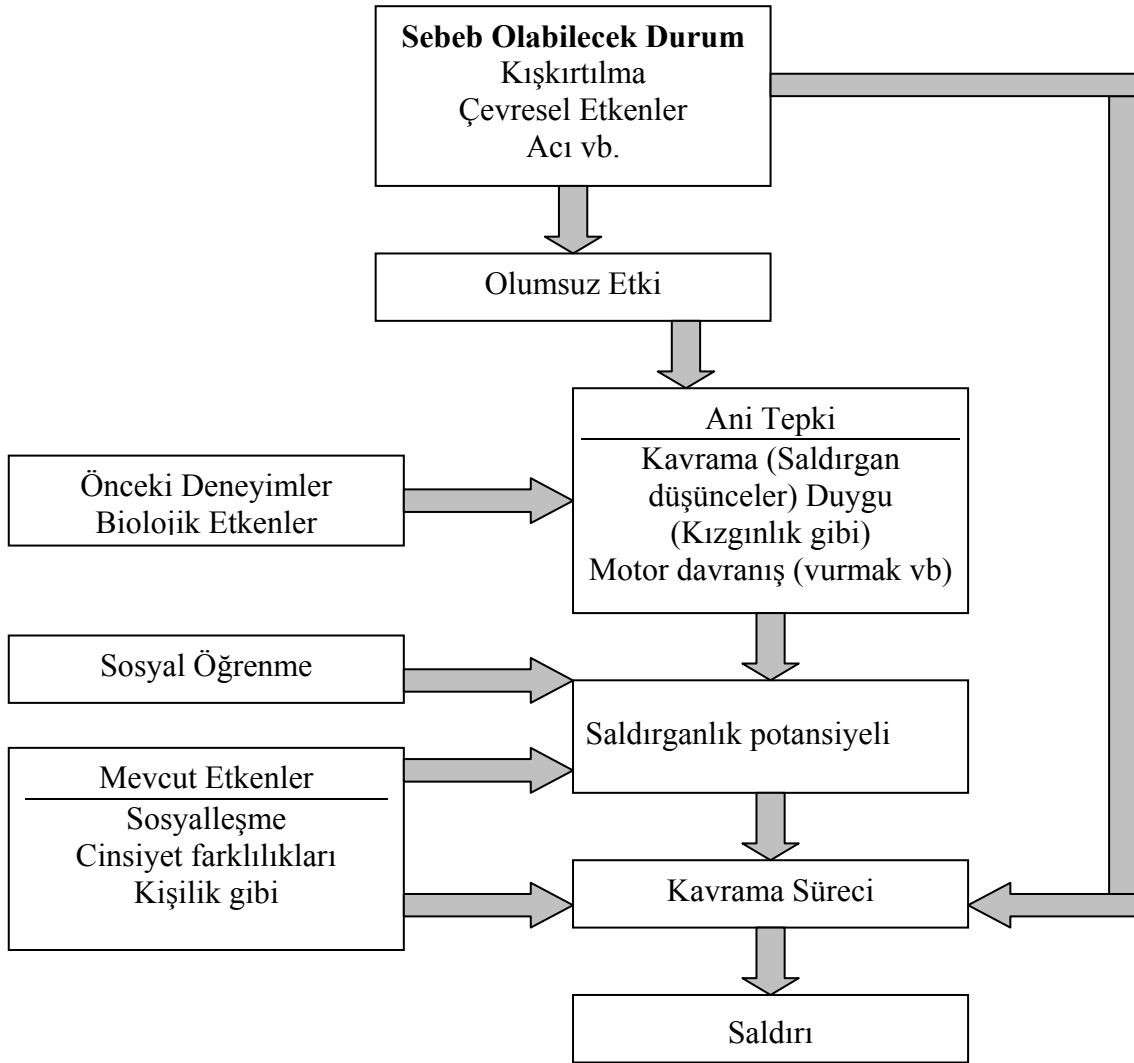 Sebeb Olabilecek Durum
Kışkırtılma
Çevresel Etkenler
Acı vb.
Olumsuz Etki
Ani Tepki
Kavrama (Saldırgan
düşünceler) Duygu
(Kızgınlık gibi)
Motor davranış (vurmak vb)
Önceki Deneyimler
Biolojik Etkenler
Sosyal Öğrenme
Saldırganlık potansiyeli
Mevcut Etkenler
Sosyalleşme
Cinsiyet farklılıkları
Kişilik gibi
Kavrama Süreci
Saldırı